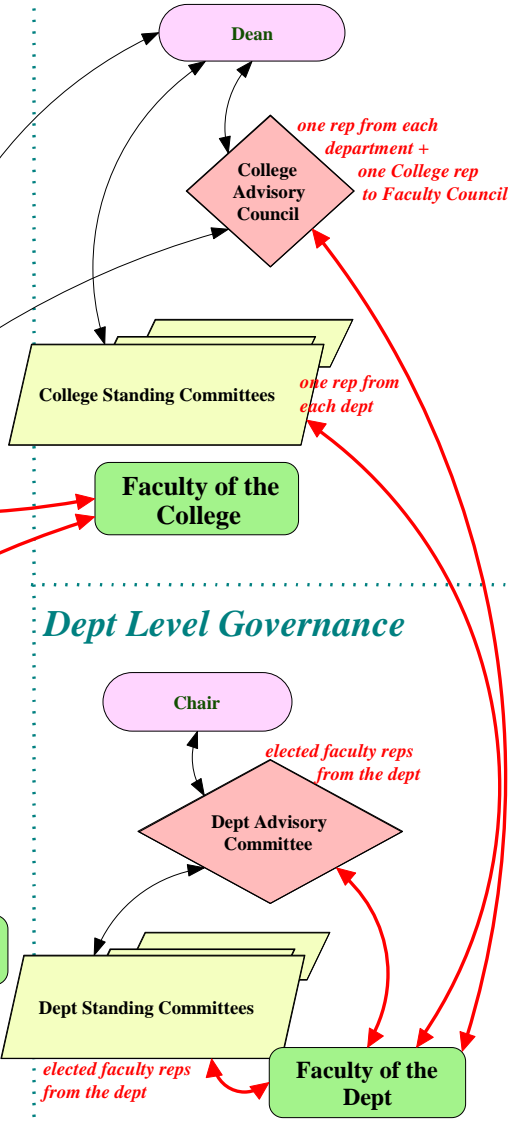 Dean
one rep from each
department +
one College rep
to Faculty Council
College
Advisory
Council
College Standing Committees
one rep from
each dept
Faculty of the
College
Dept Level Governance
Chair
elected faculty reps
from the dept
Dept Advisory
Committee
Dept Standing Committees
elected faculty reps
from the dept
Faculty of the
Dept